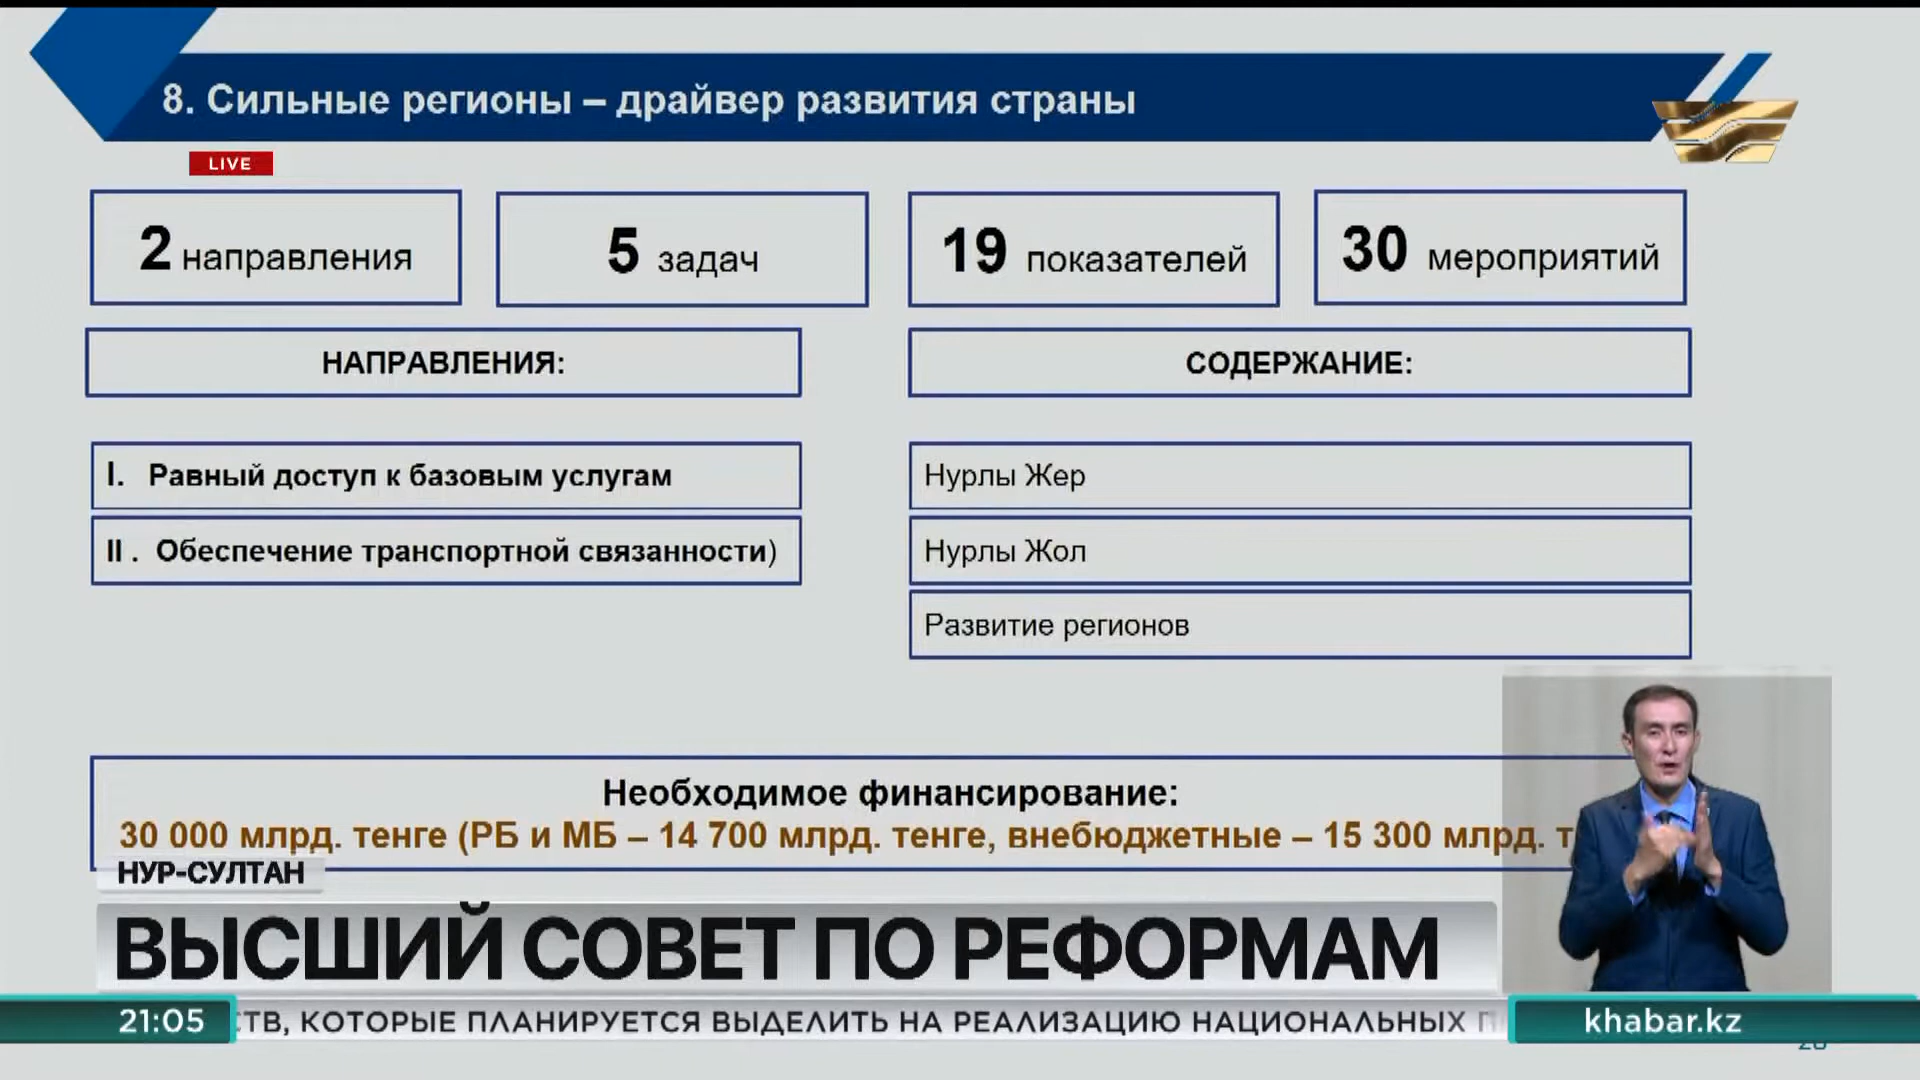 8. Сильные регионы – драйвер развития страны
LIVE
2 направления
5 задач
19 показателей
30 мероприятий
НАПРАВЛЕНИЯ:
СОДЕРЖАНИЕ:
I. Равный доступ к базовым услугам
Нурлы Жер
II . Обеспечение транспортной связанности)
Нурлы Жол
Развитие регионов
Необходимое финансирование:
30 000 млрд. тенге (РБ и МБ – 14 700 млрд. тенге, внебюджетные – 15 300 млрд. т
НУР-СУЛТАН
ВЫСШИЙ СОВЕТ ПО РЕФОРМАМ
21:05
СТВ, КОТОРЫЕ ПЛАНИРУЕТСЯ ВЫДЕЛИТЬ НА РЕАЛИЗАЦИЮ НАЦИОНАЛЬНЫХ
khabar.kz